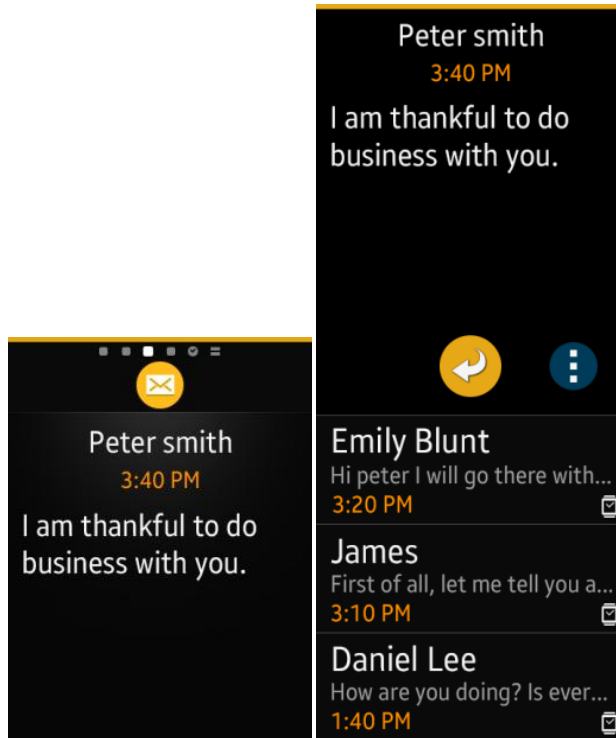 Peter smith
3:40 PM
I am thankful to do
business with you.
Peter smith
3:40 PM
I am thankful to do
business with you.
Emily Blunt
Hi peter I will go there with...
3:20 PM
James
First of all, let me tell you a...
3:10 PM
Daniel Lee
How are you doing? Is ever...
1:40 PM